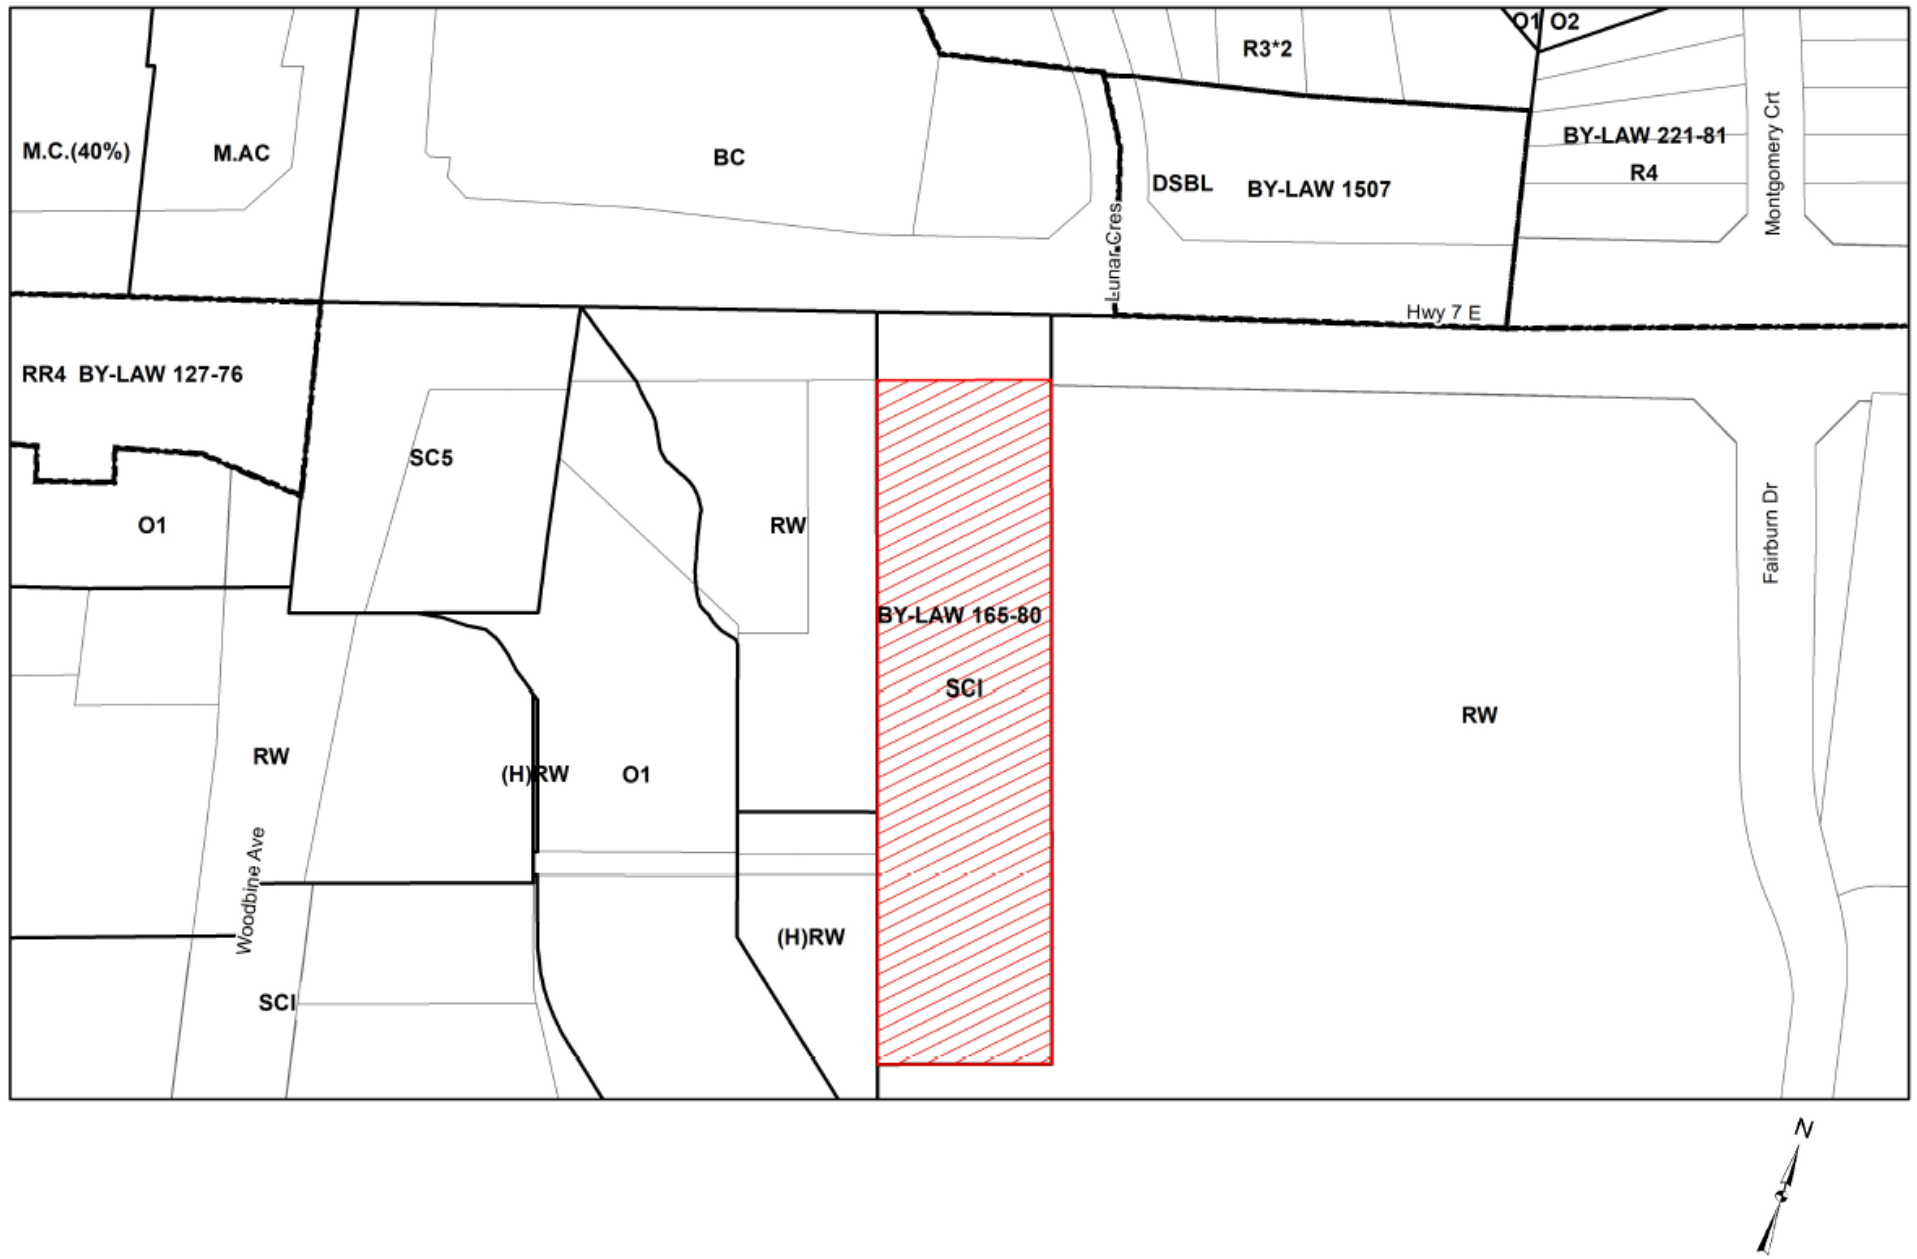 O1 O2
R3*2
M.C.(40%)
M.AC
BC
DSBL
BY-LAW 1507
BY-LAW 221-81
R4
Montgomery Crt
Lunar Cres
Hwy 7 E
RR4 BY-LAW 127-76
SC5
O1
RW
Fairburn Dr
BY-LAW 165-80
SCI
RW
RW
(H)RW
O1
Woodbine Ave
(H)RW
SCI
N